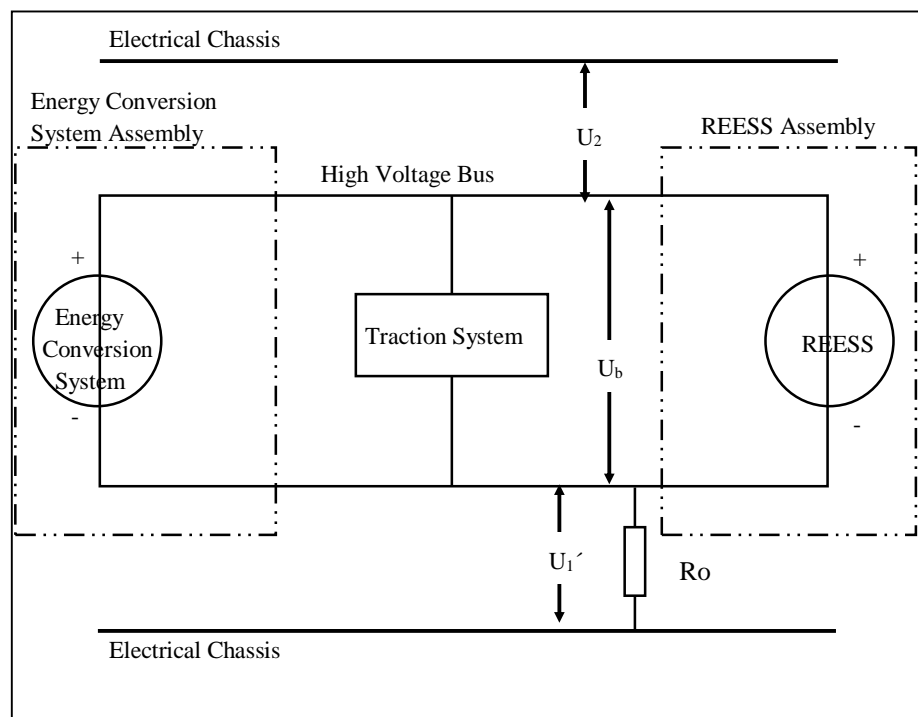 Electrical Chassis
Energy Conversion
System Assembly
U₂
REESS Assembly
High Voltage Bus
+
+
Energy
Conversion
System
Traction System
U_b
REESS
-
-
U₁´
Ro
Electrical Chassis